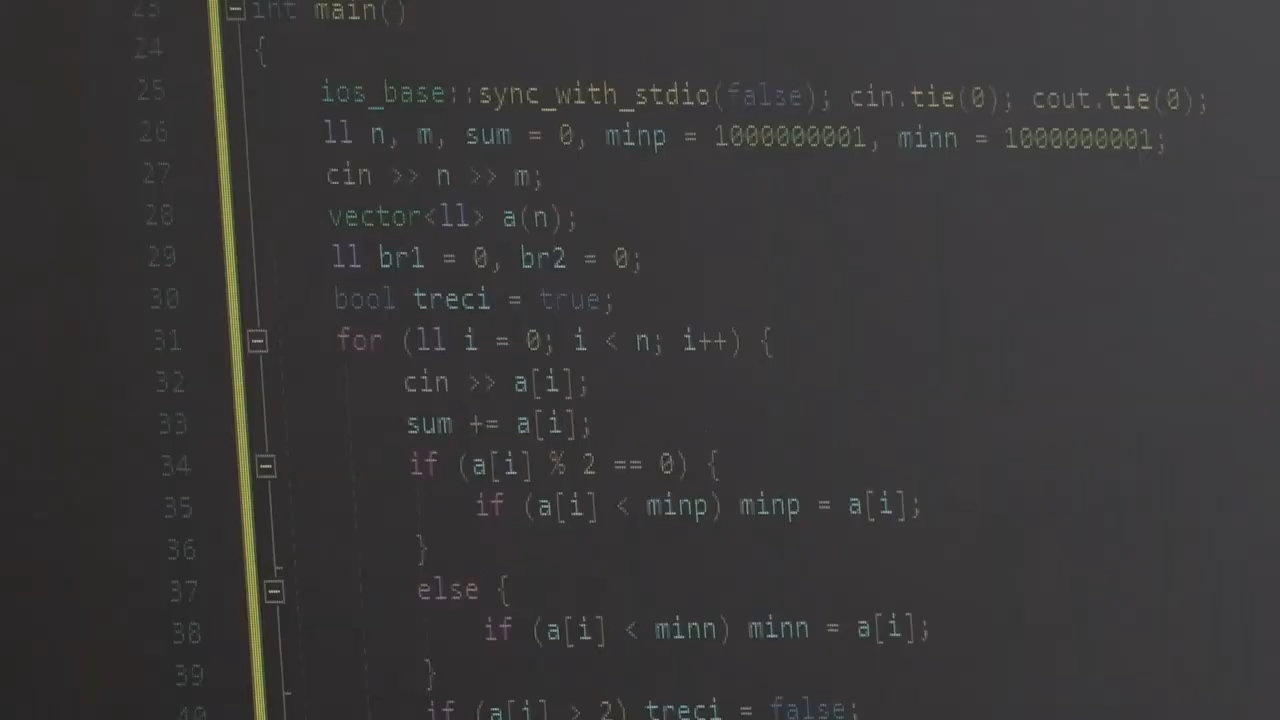 23 int main()
24 {
25 ios_base::sync_with_stdio(false); cin.tie(0); cout.tie(0);
26 ll n, m, sum = 0, minp = 1000000001, minn = 1000000001;
27 cin >> n >> m;
28 vector<ll> a(n);
29 ll br1 = 0, br2 = 0;
30 bool treci = true;
31 for (ll i = 0; i < n; i++) {
32 cin >> a[i];
33 sum += a[i];
34 if (a[i] % 2 == 0) {
35 if (a[i] < minp) minp = a[i];
36 }
37 else {
38 if (a[i] < minn) minn = a[i];
39 }
40 if (a[i] > 2) treci = false;